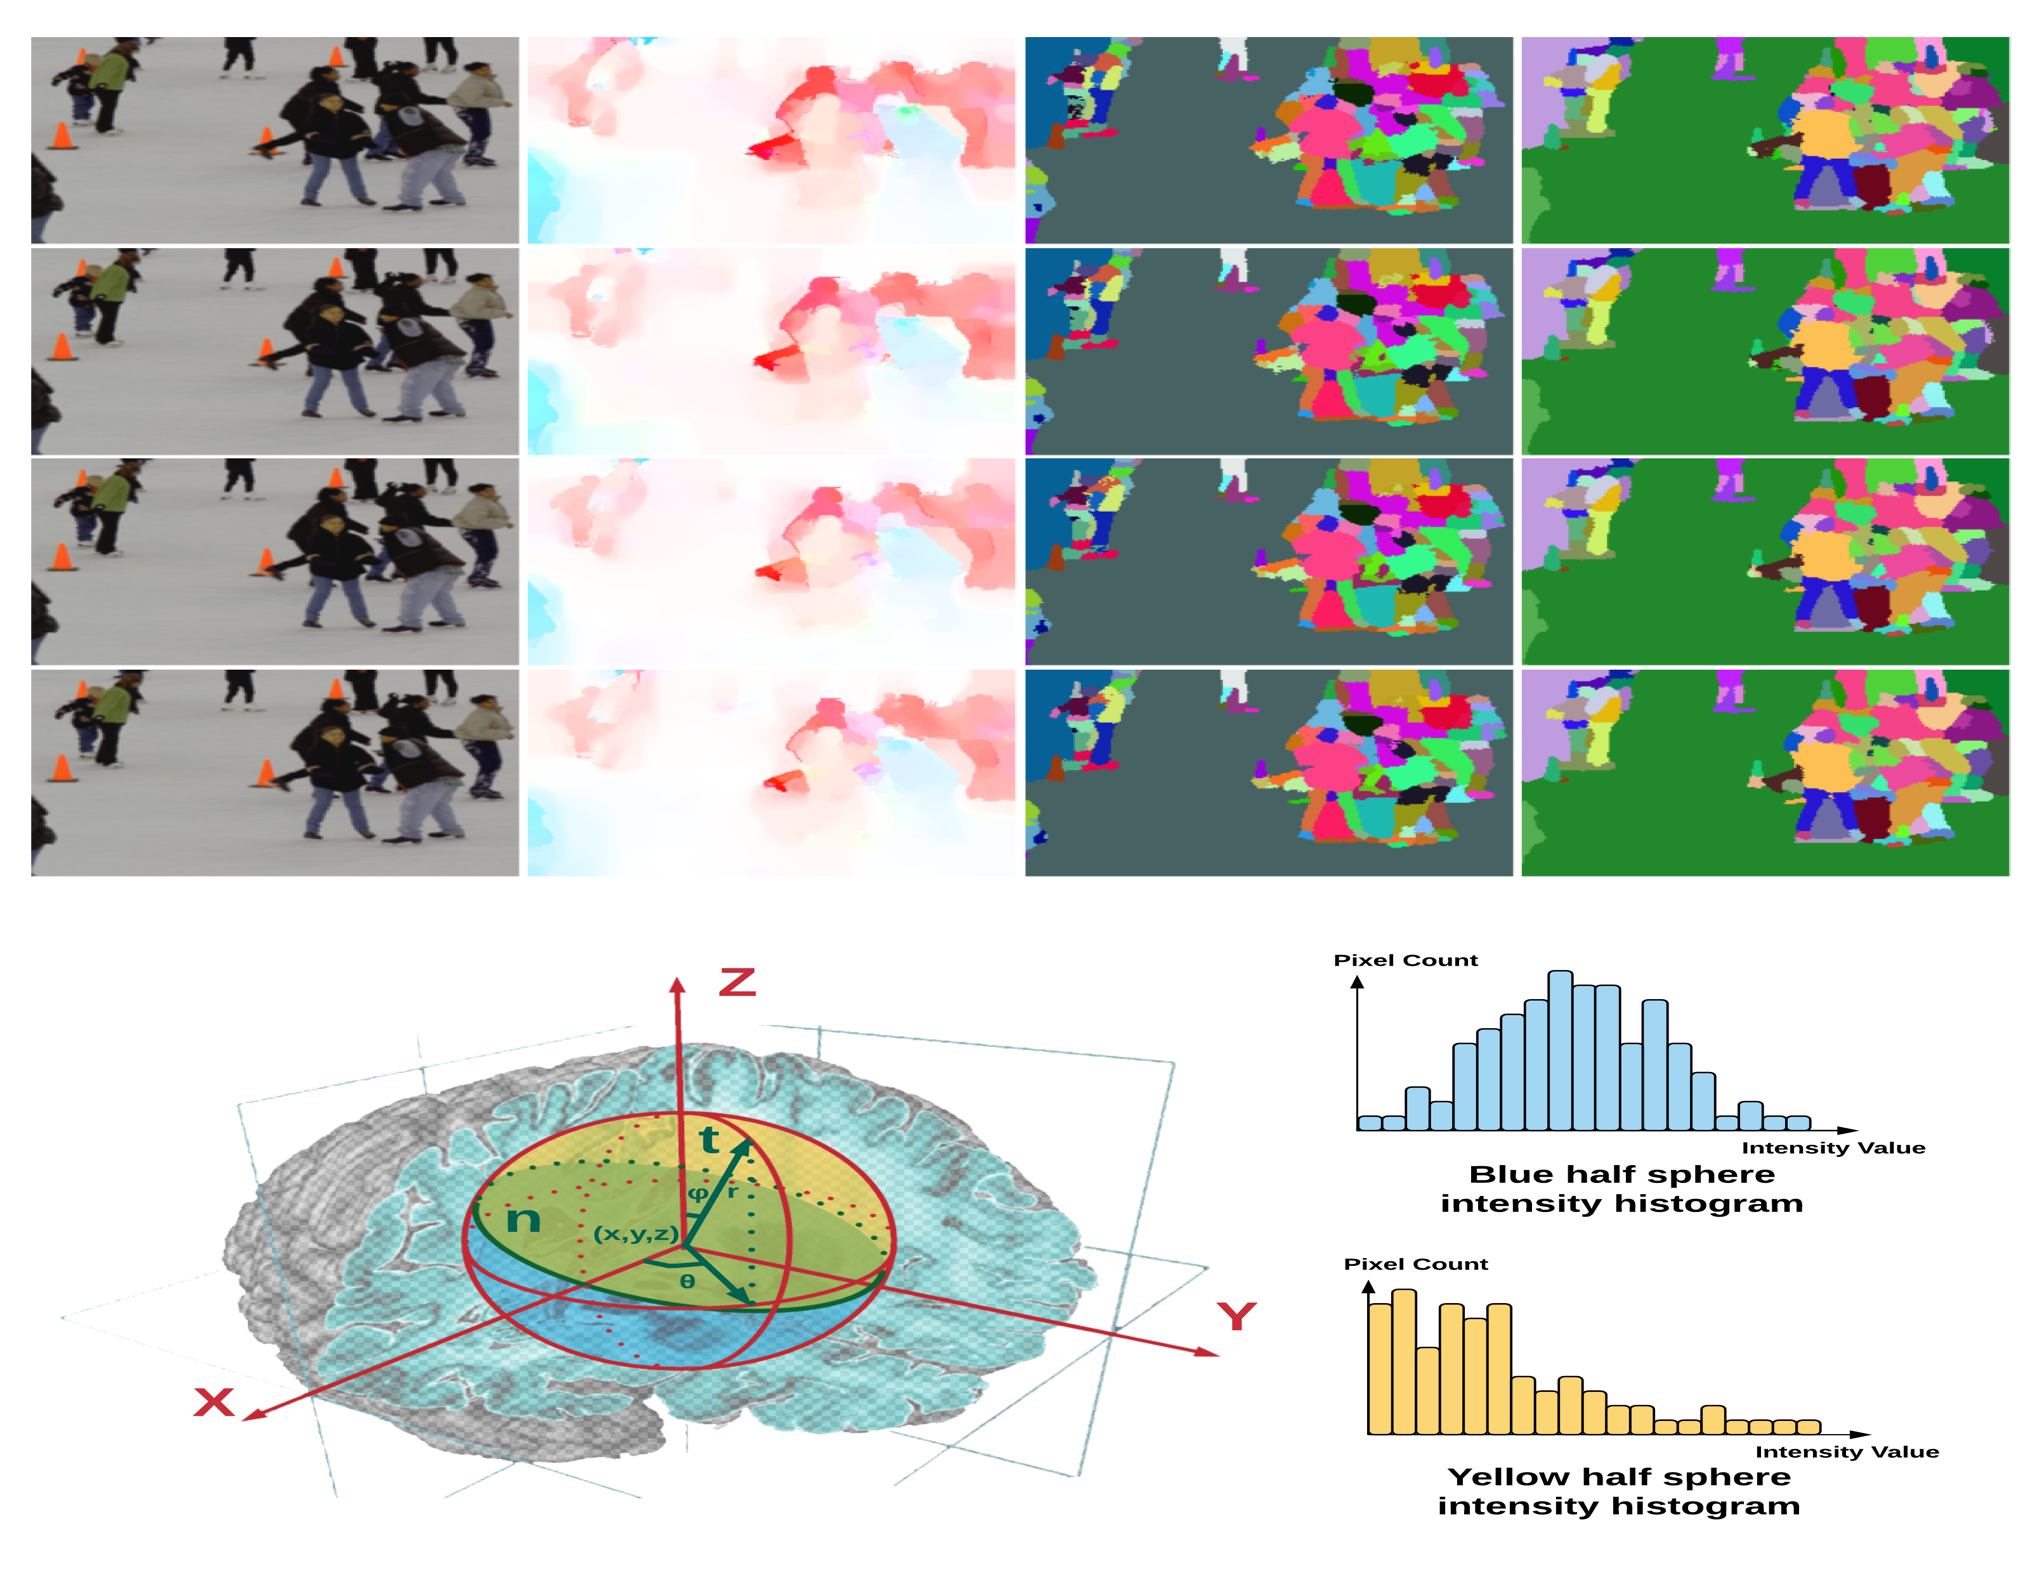 Z
t
φ
r
n
(x,y,z)
θ
Y
X
Pixel Count
Intensity Value
Blue half sphere
intensity histogram
Pixel Count
Intensity Value
Yellow half sphere
intensity histogram